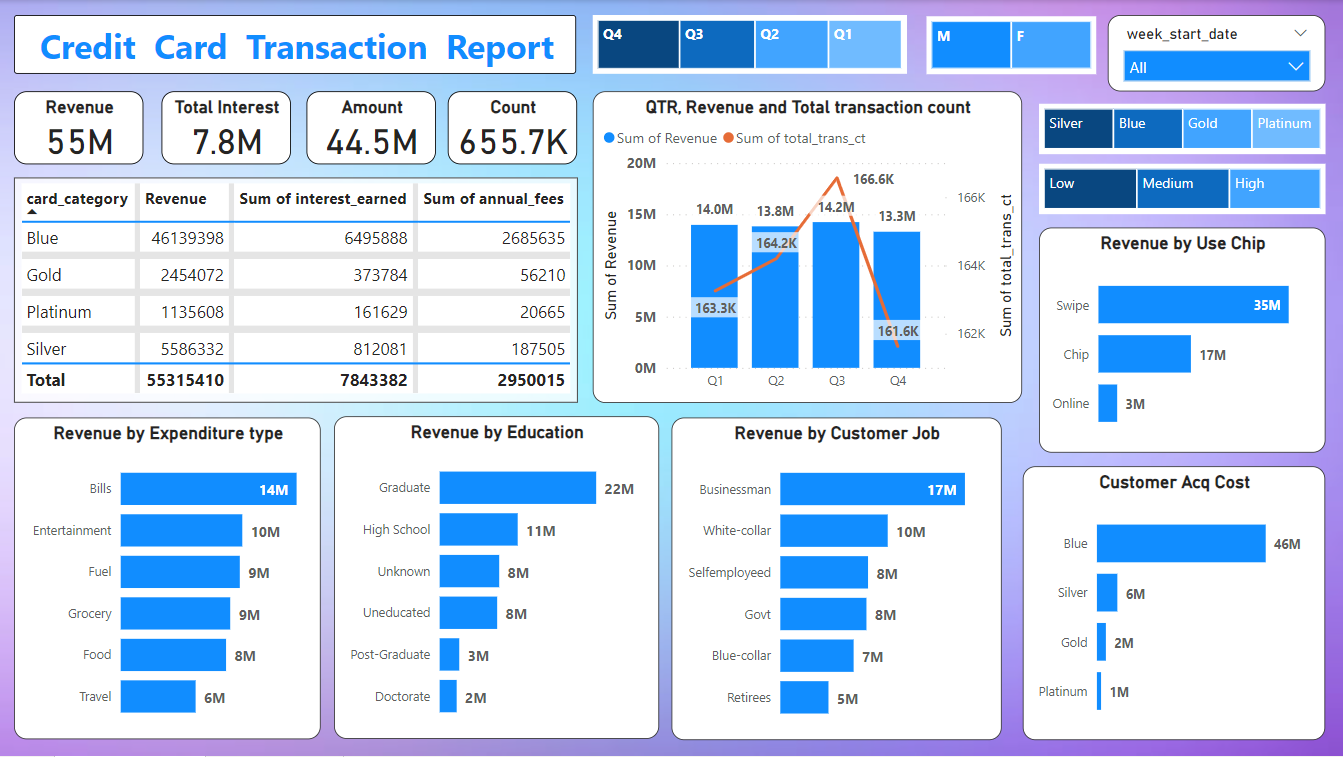 Credit Card Transaction Report
Q4 Q3 Q2 Q1
M F
week_start_date
All
Revenue
55M
Total Interest
7.8M
Amount
44.5M
Count
655.7K
card_category Revenue Sum of interest_earned Sum of annual_fees
Blue 46139398 6495888 2685635
Gold 2454072 373784 56210
Platinum 1135608 161629 20665
Silver 5586332 812081 187505
Total 55315410 7843382 2950015
QTR, Revenue and Total transaction count
Sum of Revenue Sum of total_trans_ct
Sum of Revenue
20M
15M
10M
5M
0M
14.0M 13.8M 14.2M 13.3M
163.3K 164.2K 166.6K 161.6K
Q1 Q2 Q3 Q4
166K
164K
162K
Sum of total_trans_ct
Silver Blue Gold Platinum
Low Medium High
Revenue by Use Chip
Swipe 35M
Chip 17M
Online 3M
Revenue by Expenditure type
Bills 14M
Entertainment 10M
Fuel 9M
Grocery 9M
Food 8M
Travel 6M
Revenue by Education
Graduate 22M
High School 11M
Unknown 8M
Uneducated 8M
Post-Graduate 3M
Doctorate 2M
Revenue by Customer Job
Businessman 17M
White-collar 10M
Selfemployeed 8M
Govt 8M
Blue-collar 7M
Retirees 5M
Customer Acq Cost
Blue 46M
Silver 6M
Gold 2M
Platinum 1M